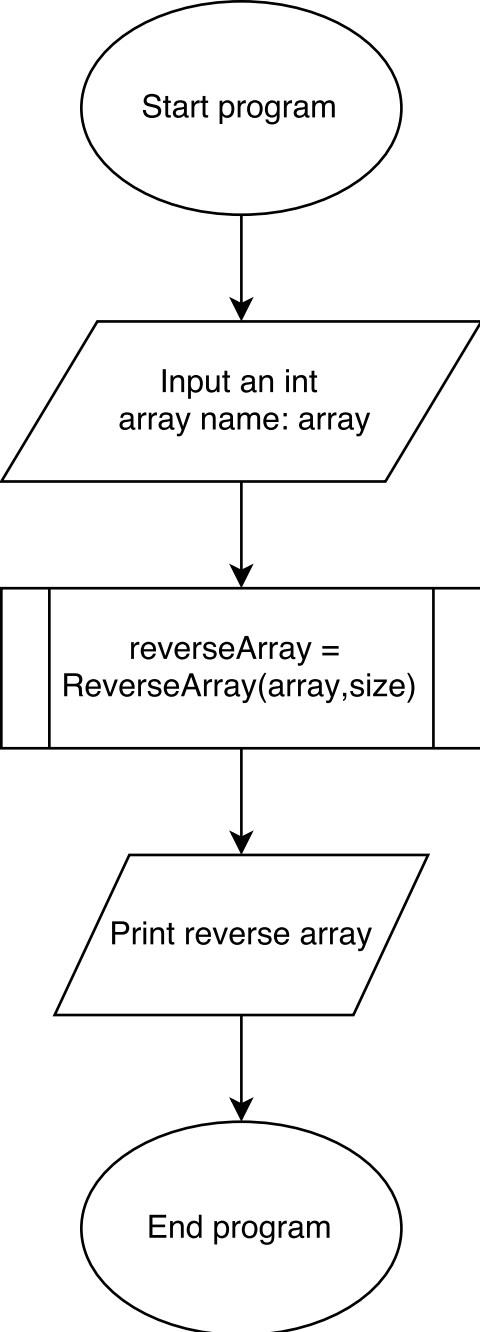 Start program
Input an int
array name: array
reverseArray =
ReverseArray(array,size)
Print reverse array
End program